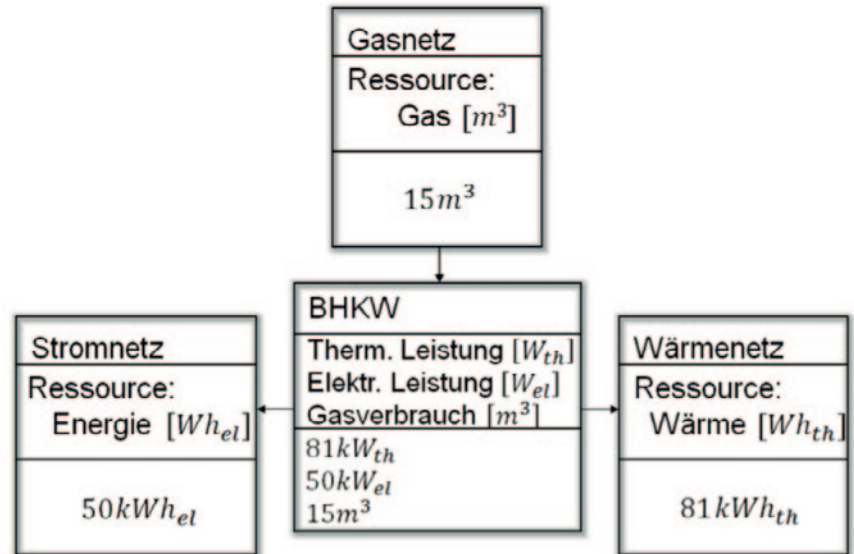 Gasnetz
Ressource:
Gas [m³]
15m³
BHKW
Therm. Leistung [W_th]
Elektr. Leistung [W_el]
Gasverbrauch [m³]
81kW_th
50kW_el
15m³
Stromnetz
Ressource:
Energie [Wh_el]
50kWh_el
Wärmenetz
Ressource:
Wärme [Wh_th]
81kWh_th